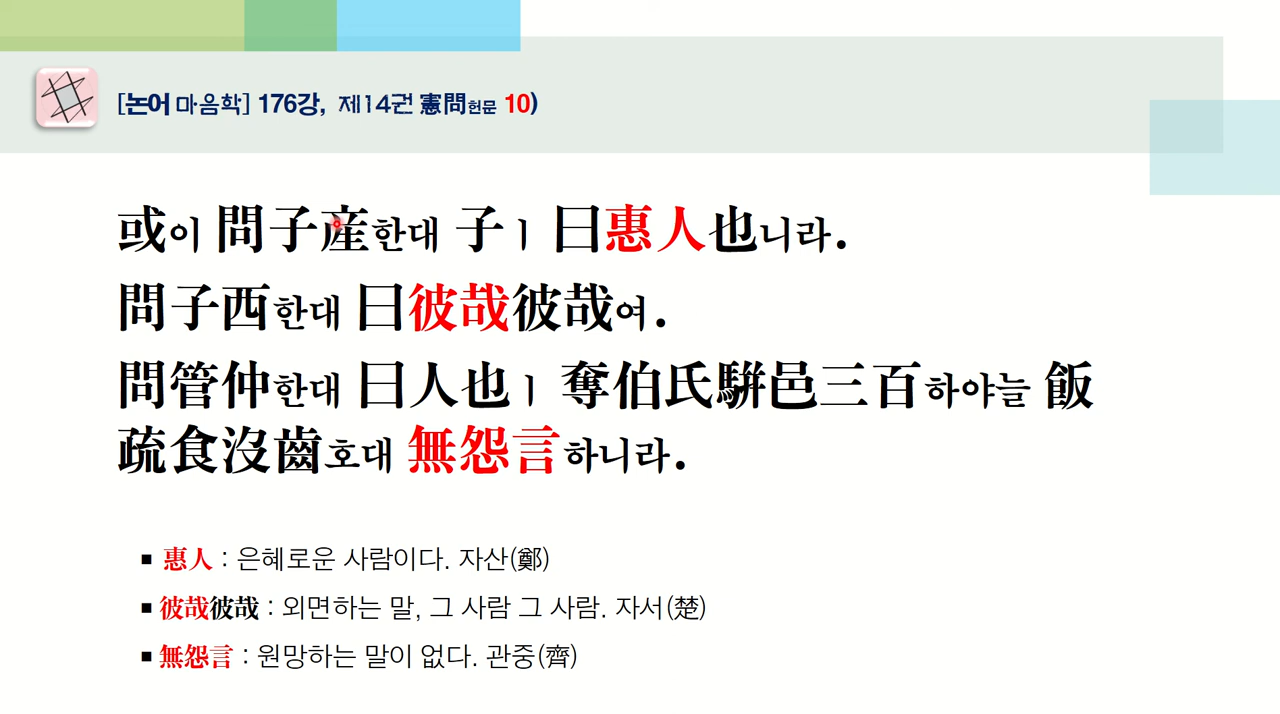 [논어 마음학] 176강, 제14권 憲問헌문 10)
或이 問子産한대 子ㅣ 曰惠人也니라.
問子西한대 曰彼哉彼哉여.
問管仲한대 曰人也ㅣ 奪伯氏騈邑三百하야늘 飯
疏食沒齒호대 無怨言하니라.
▪ 惠人 : 은혜로운 사람이다. 자산(鄭)
▪ 彼哉彼哉 : 외면하는 말, 그 사람 그 사람. 자서(楚)
▪ 無怨言 : 원망하는 말이 없다. 관중(齊)